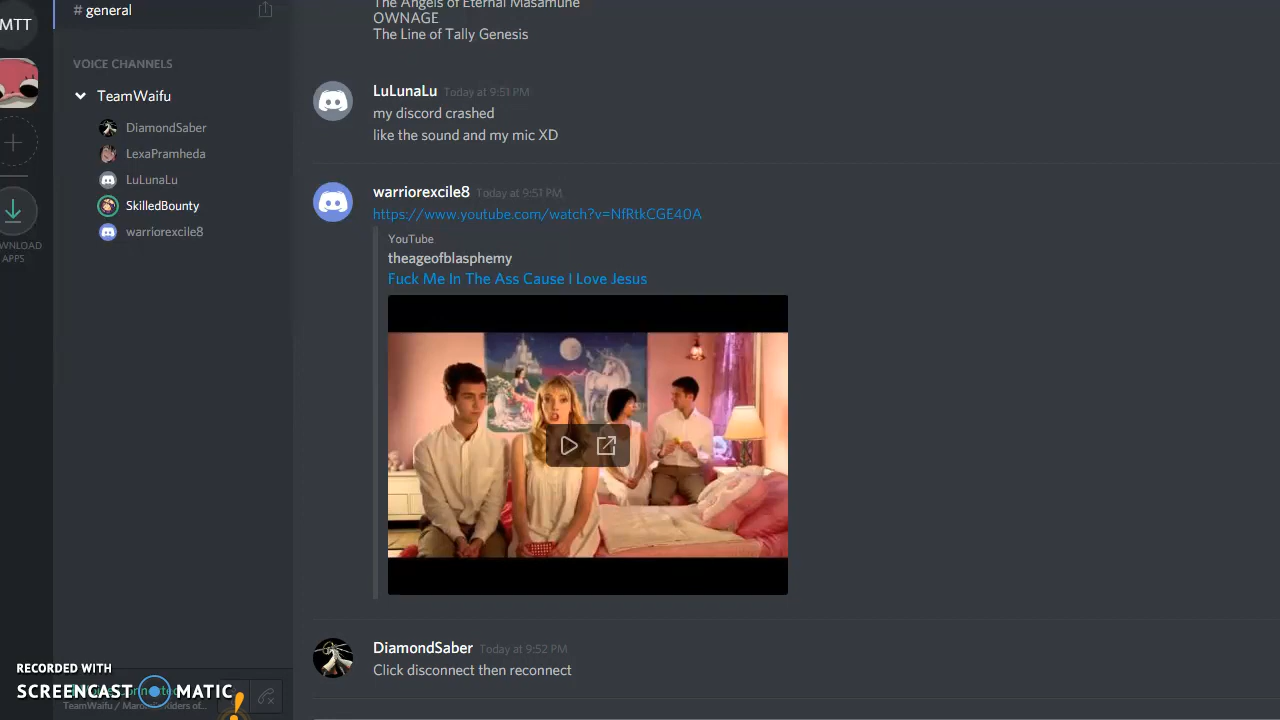 MTT
# general
VOICE CHANNELS
TeamWaifu
DiamondSaber
LexaPramheda
LuLunaLu
SkilledBounty
warriorexcile8
WNLOAD
APPS
The Angels of Eternal Masamune
OWNAGE
The Line of Tally Genesis
LuLunaLu Today at 9:51 PM
my discord crashed
like the sound and my mic XD
warriorexcile8 Today at 9:51 PM
https://www.youtube.com/watch?v=NfRtkCGE40A
YouTube
theageofblasphemy
Fuck Me In The Ass Cause I Love Jesus
DiamondSaber Today at 9:52 PM
Click disconnect then reconnect
RECORDED WITH
SCREENCAST MATIC
TeamWaifu /